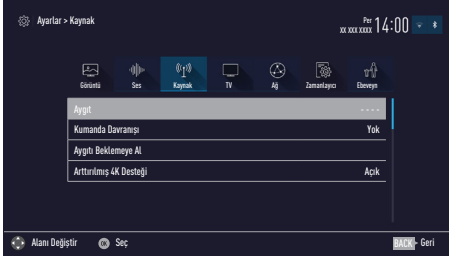 Ayarlar > Kaynak
Per
xx xxx xxxx 14:00
Görüntü Ses Kaynak TV Ağ Zamanlayıcı Ebeveyn
Aygıt - - - -
Kumanda Davranışı Yok
Aygıtı Beklemeye Al
Arttırılmış 4K Desteği Açık
Alanı Değiştir OK Seç BACK - Geri